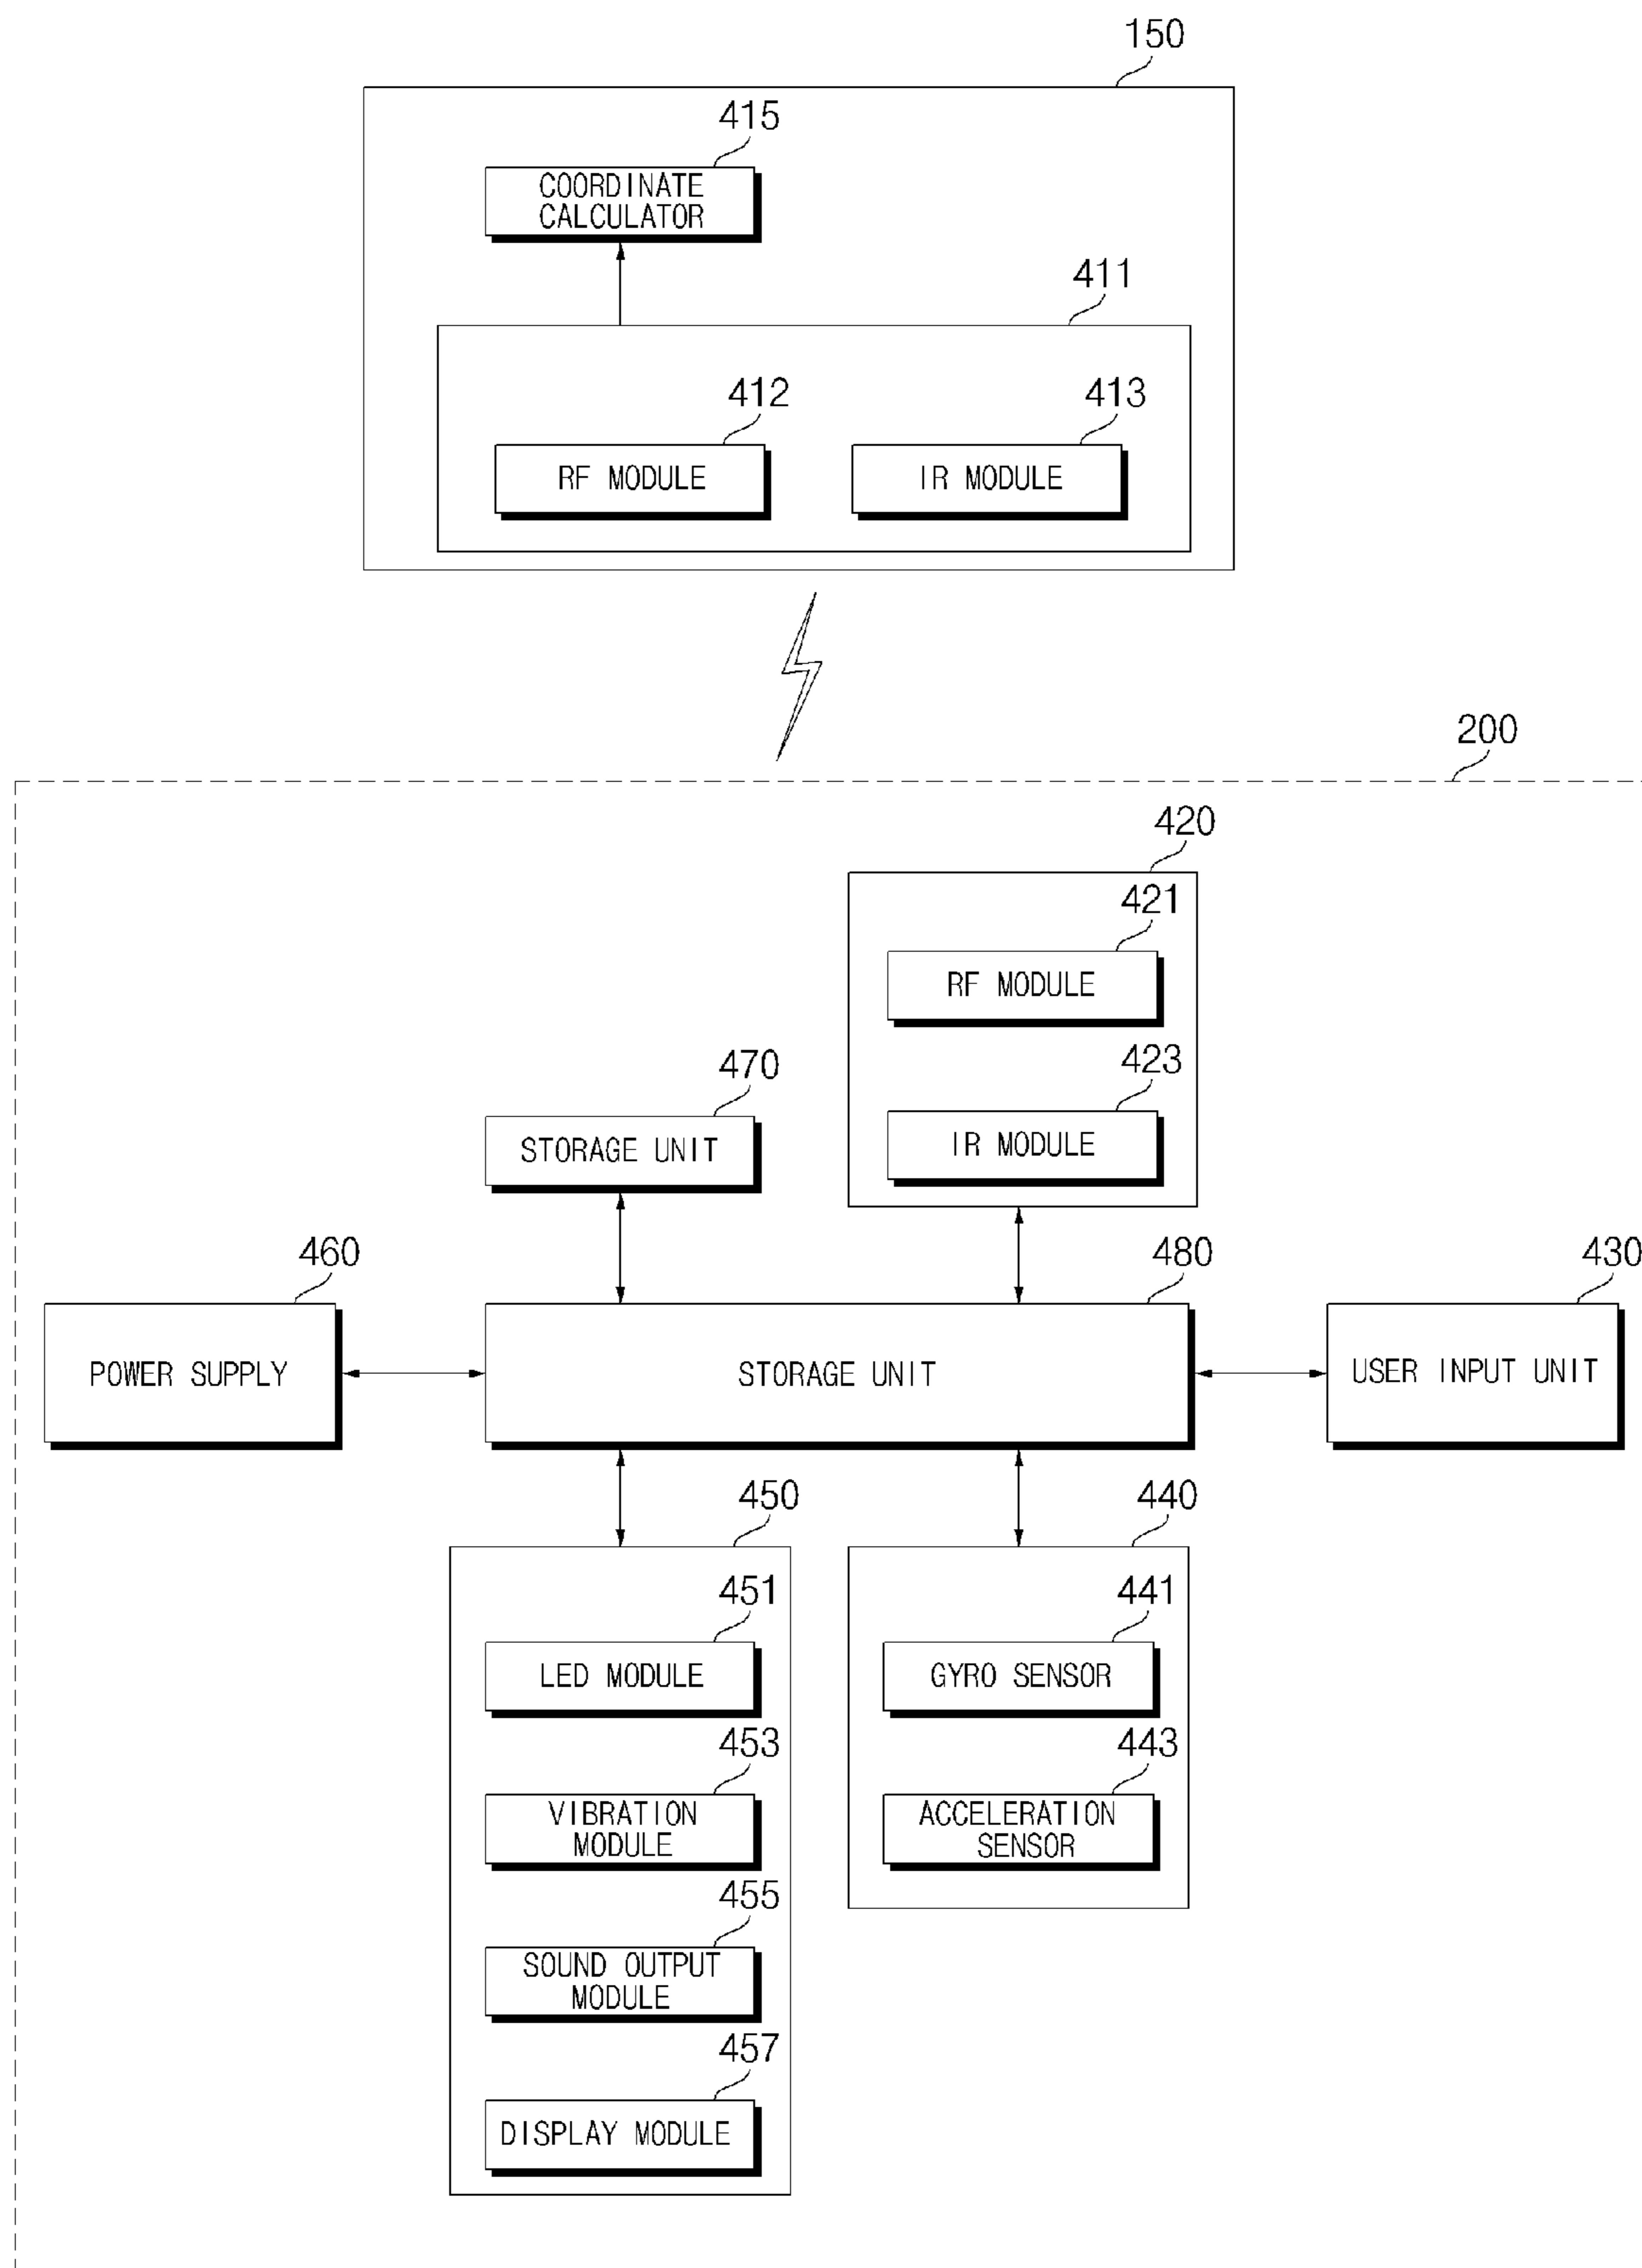 150
415
COORDINATE
CALCULATOR
411
412
413
RF MODULE
IR MODULE
200
420
421
RF MODULE
470
423
STORAGE UNIT
IR MODULE
460
480
430
POWER SUPPLY
STORAGE UNIT
USER INPUT UNIT
450
440
451
441
LED MODULE
GYRO SENSOR
453
443
VIBRATION
MODULE
ACCELERATION
SENSOR
455
SOUND OUTPUT
MODULE
457
DISPLAY MODULE